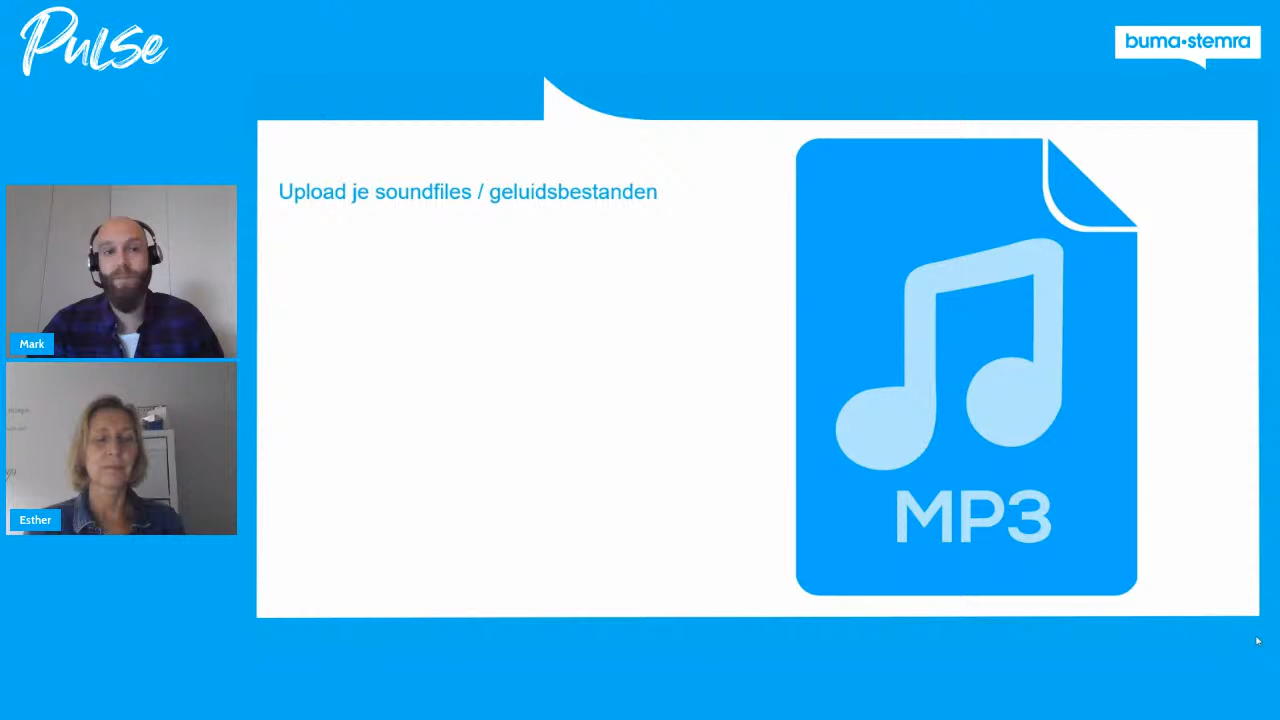 Pulse
buma•stemra
Upload je soundfiles / geluidsbestanden
Mark
Esther
MP3